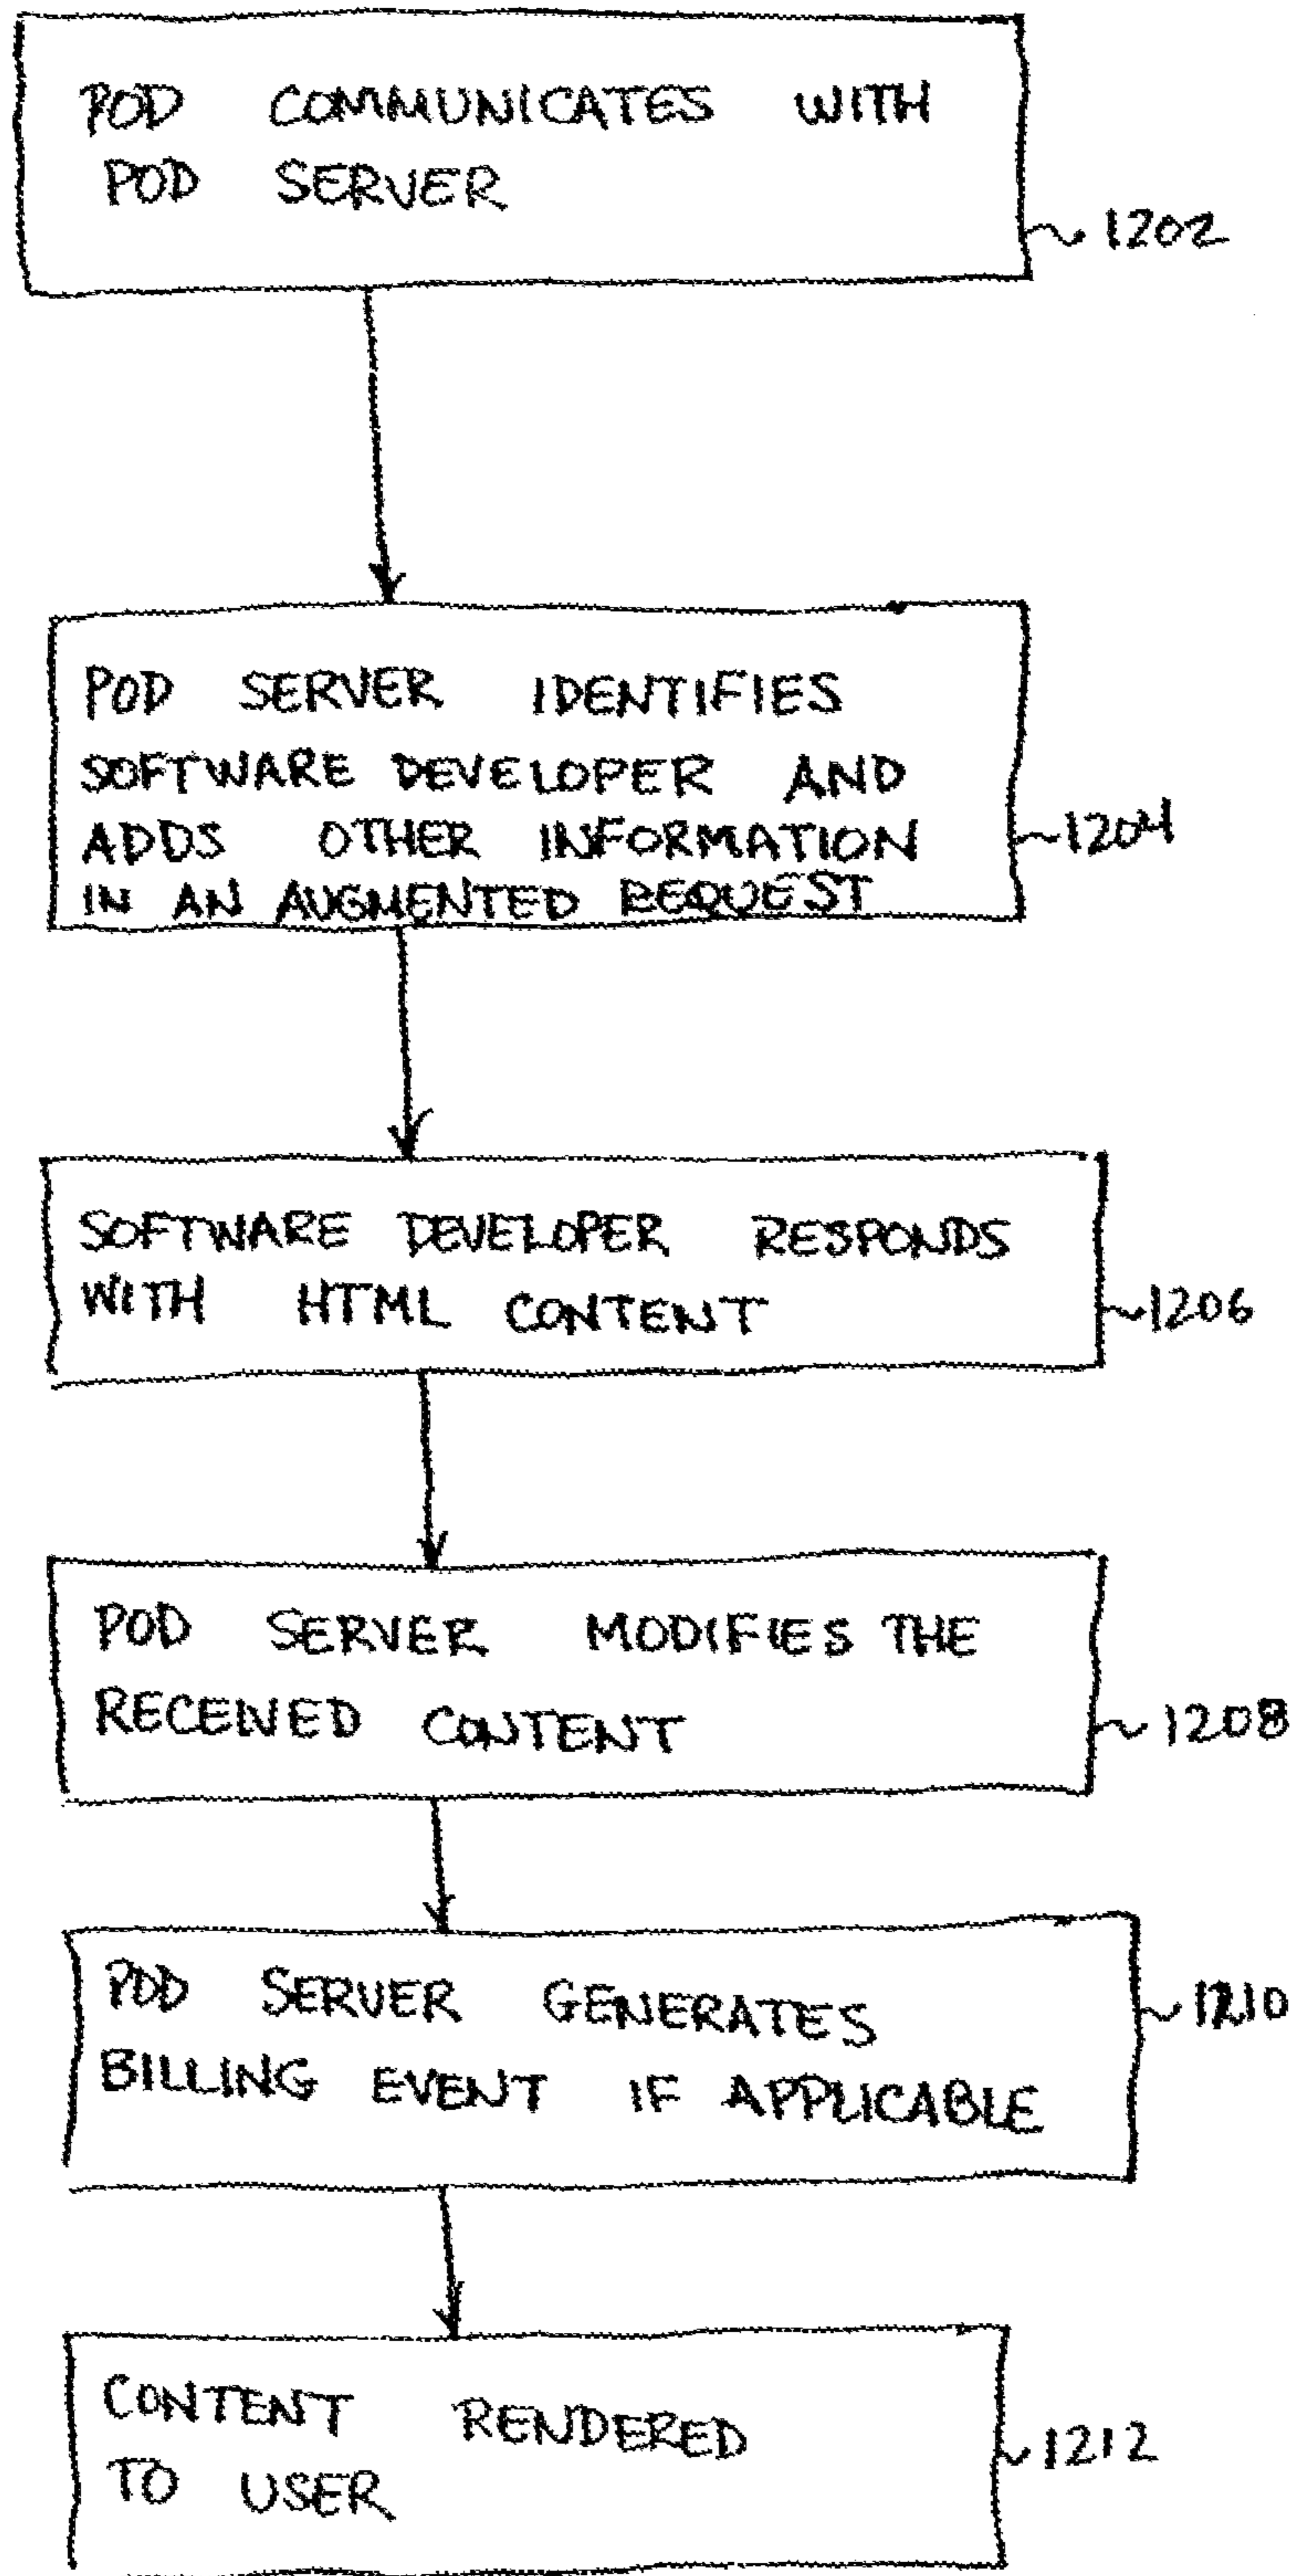 POD COMMUNICATES WITH
POD SERVER
1202
POD SERVER IDENTIFIES
SOFTWARE DEVELOPER AND
ADDS OTHER INFORMATION
IN AN AUGMENTED REQUEST
1204
SOFTWARE DEVELOPER RESPONDS
WITH HTML CONTENT
1206
POD SERVER MODIFIES THE
RECEIVED CONTENT
1208
POD SERVER GENERATES
BILLING EVENT IF APPLICABLE
1210
CONTENT RENDERED
TO USER
1212